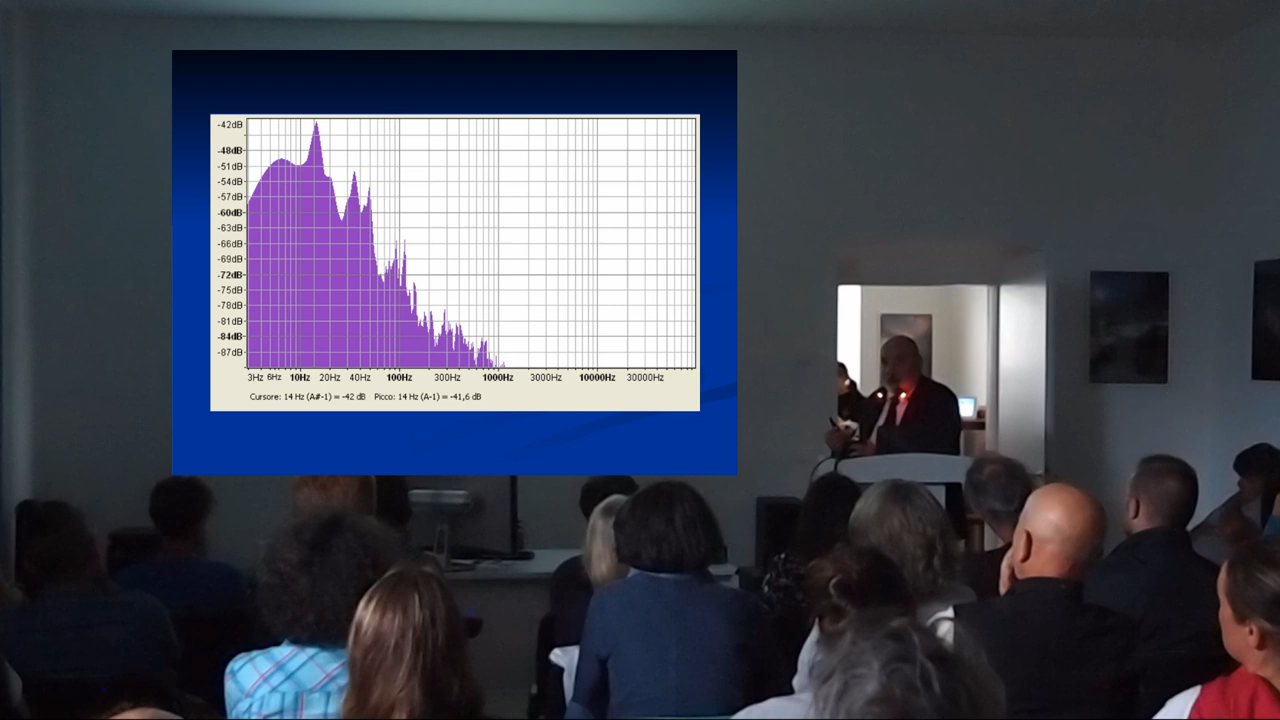 -42dB
-48dB
-51dB
-54dB
-57dB
-60dB
-63dB
-66dB
-69dB
-72dB
-75dB
-78dB
-81dB
-84dB
-87dB
3Hz 6Hz 10Hz 20Hz 40Hz 100Hz 300Hz 1000Hz 3000Hz 10000Hz 30000Hz
Cursore: 14 Hz (A#-1) = -42 dB Picco: 14 Hz (A-1) = -41,6 dB